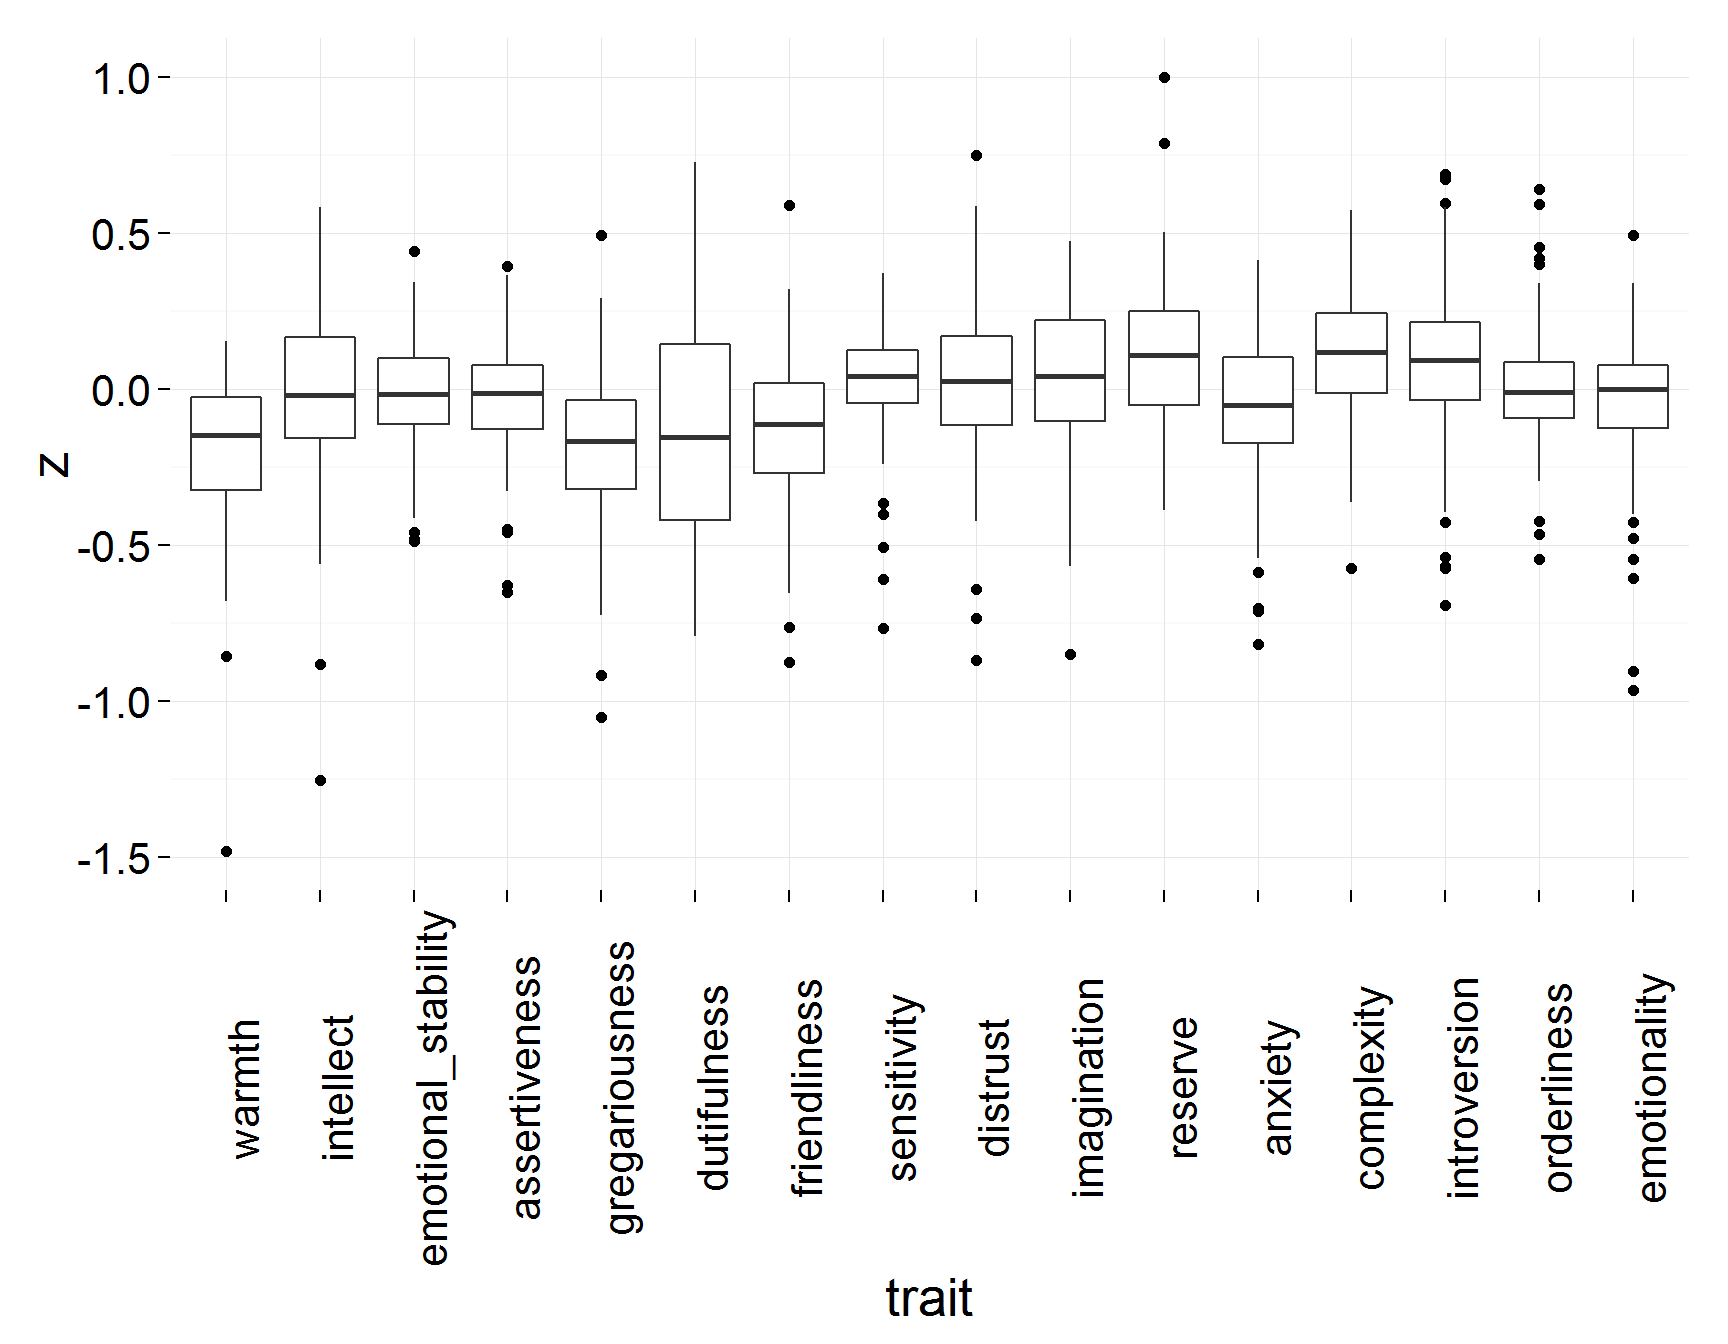 1.0
0.5
0.0
-0.5
-1.0
-1.5
z
warmth
intellect
emotional_stability
assertiveness
gregariousness
dutifulness
friendliness
sensitivity
distrust
imagination
reserve
anxiety
complexity
introversion
orderliness
emotionality
trait